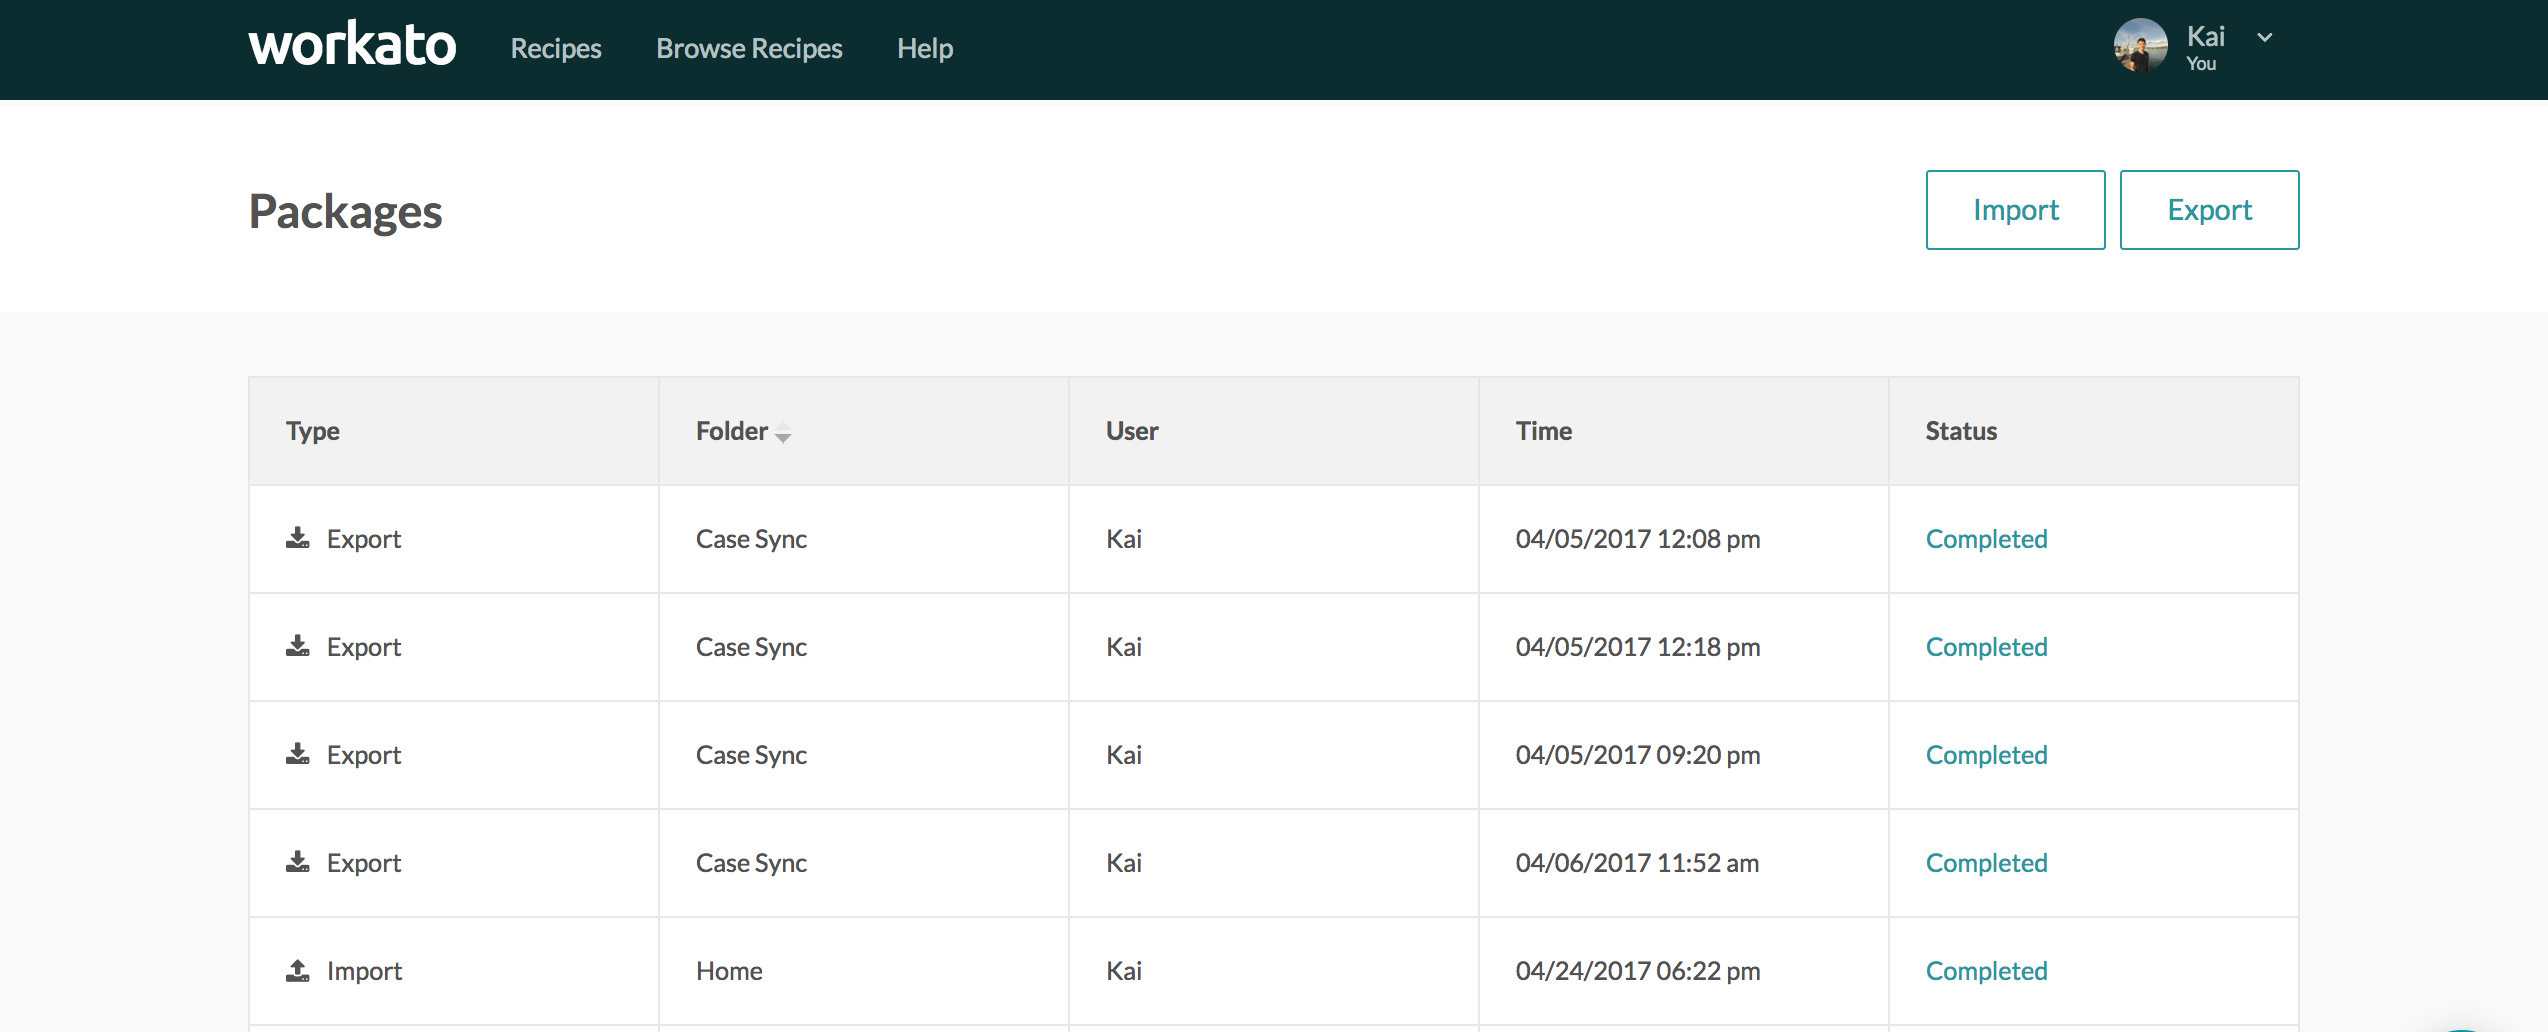 workato Recipes Browse Recipes Help Kai
You
Packages Import Export
Type Folder User Time Status
Export Case Sync Kai 04/05/2017 12:08 pm Completed
Export Case Sync Kai 04/05/2017 12:18 pm Completed
Export Case Sync Kai 04/05/2017 09:20 pm Completed
Export Case Sync Kai 04/06/2017 11:52 am Completed
Import Home Kai 04/24/2017 06:22 pm Completed